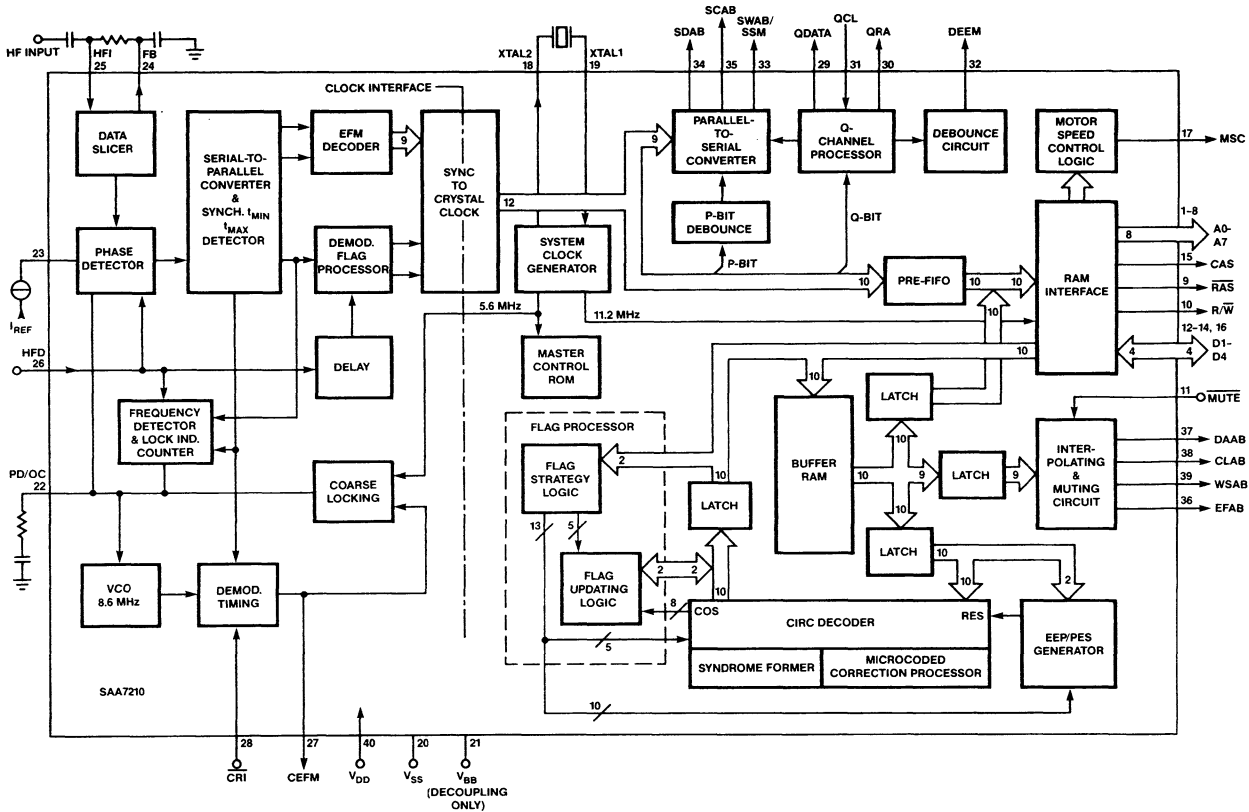 SCAB
SDAB
SWAB/
SSM
QDATA
QCL
QRA
DEEM
HF INPUT
HFI
FB
25
24
XTAL2
XTAL1
18
19
34
35
33
29
31
30
32
CLOCK INTERFACE
DATA
SLICER
SERIAL-TO-
PARALLEL
CONVERTER
&
SYNCH. tMIN
tMAX
DETECTOR
EFM
DECODER
9
SYNC
TO
CRYSTAL
CLOCK
12
9
PARALLEL-
TO-
SERIAL
CONVERTER
Q-
CHANNEL
PROCESSOR
DEBOUNCE
CIRCUIT
MOTOR
SPEED
CONTROL
LOGIC
17
MSC
P-BIT
DEBOUNCE
Q-BIT
P-BIT
23
PHASE
DETECTOR
DEMOD.
FLAG
PROCESSOR
SYSTEM
CLOCK
GENERATOR
10
10
PRE-FIFO
10
10
RAM
INTERFACE
1-8
8
A0-
A7
15
CAS
9
RAS
10
R/W
12-14, 16
4
4
D1-
D4
IREF
5.6 MHz
11.2 MHz
10
10
HFD
26
DELAY
MASTER
CONTROL
ROM
10
10
FREQUENCY
DETECTOR
& LOCK IND.
COUNTER
FLAG PROCESSOR
FLAG
STRATEGY
LOGIC
2
10
LATCH
BUFFER
RAM
10
LATCH
10
9
LATCH
9
10
LATCH
10
11
MUTE
INTER-
POLATING
&
MUTING
CIRCUIT
37
DAAB
38
CLAB
39
WSAB
36
EFAB
PD/OC
22
COARSE
LOCKING
13
5
FLAG
UPDATING
LOGIC
2
2
10
10
2
VCO
8.6 MHz
DEMOD.
TIMING
8
COS
CIRC DECODER
RES
SYNDROME FORMER
MICROCODED
CORRECTION PROCESSOR
EEP/PES
GENERATOR
5
10
SAA7210
28
27
40
20
21
CRI
CEFM
VDD
VSS
VBB
(DECOUPLING
ONLY)